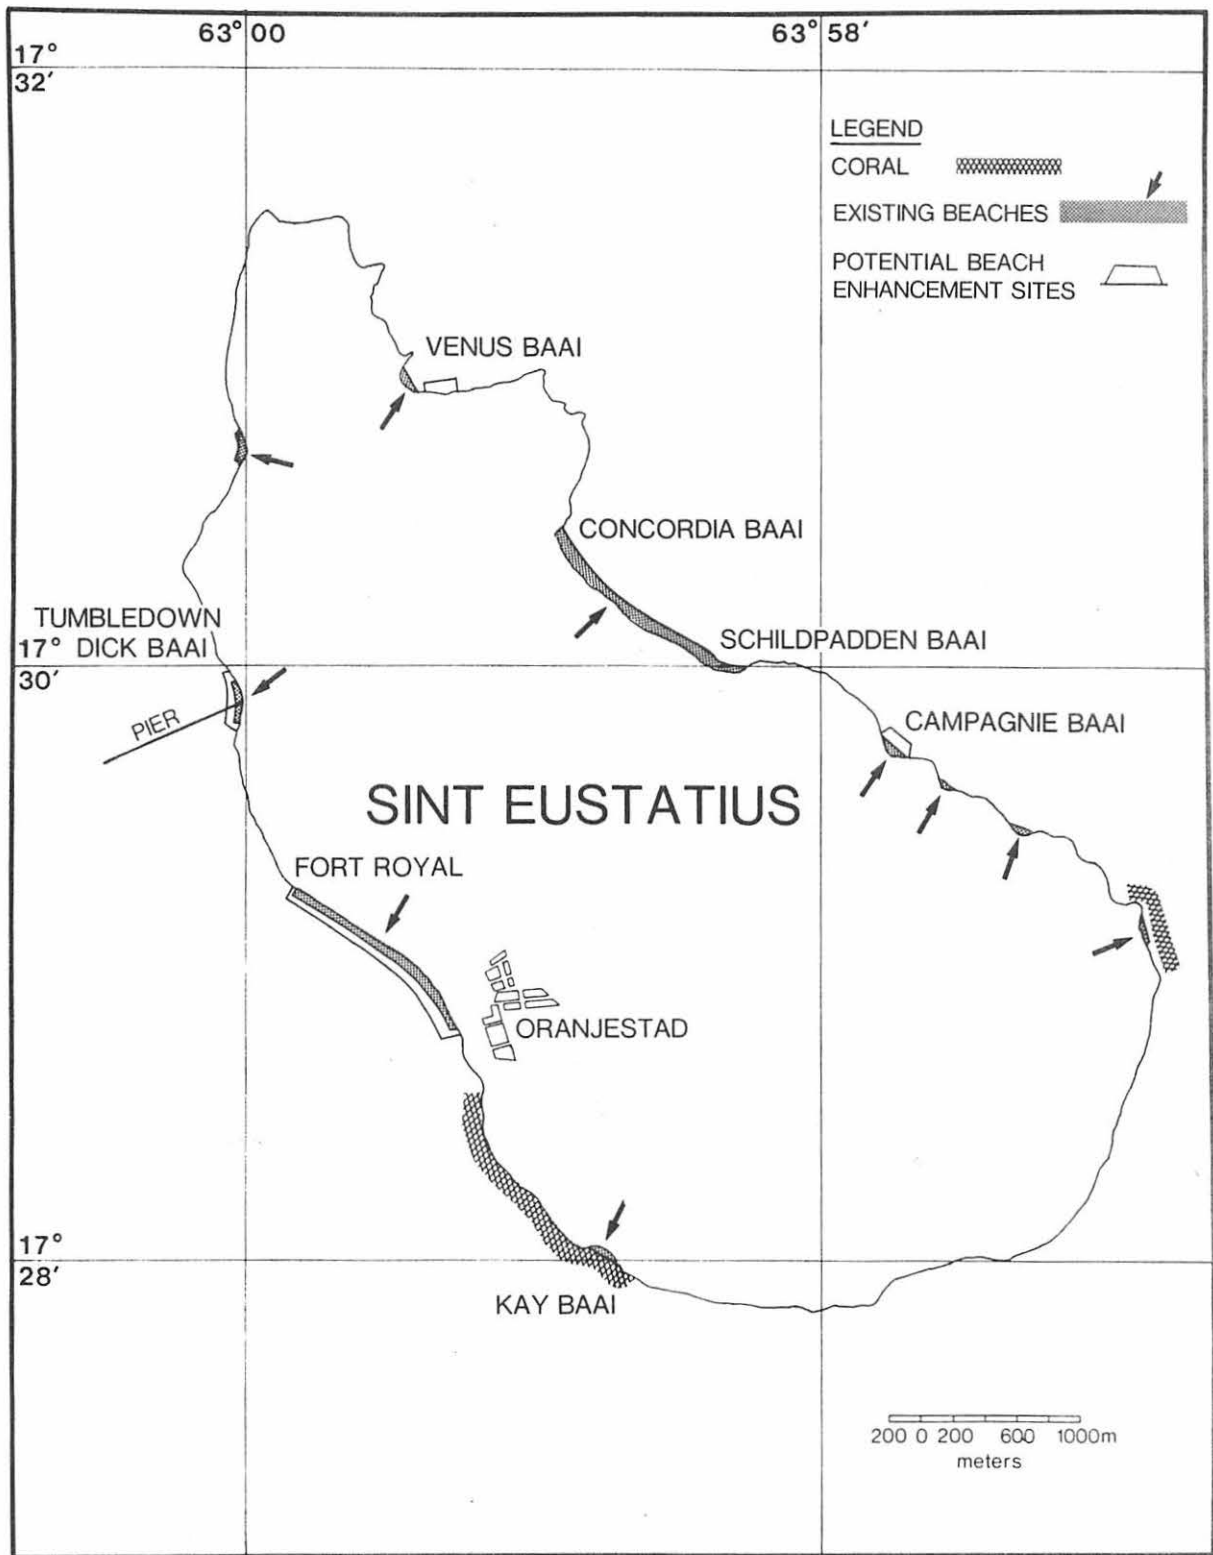 63° 00
63° 58′
17°
32′
LEGEND
CORAL
EXISTING BEACHES
POTENTIAL BEACH
ENHANCEMENT SITES
VENUS BAAI
CONCORDIA BAAI
TUMBLEDOWN
DICK BAAI
17°
30′
SCHILDPADDEN BAAI
PIER
CAMPAGNIE BAAI
SINT EUSTATIUS
FORT ROYAL
ORANJESTAD
17°
28′
KAY BAAI
200 0 200 600 1000m
meters